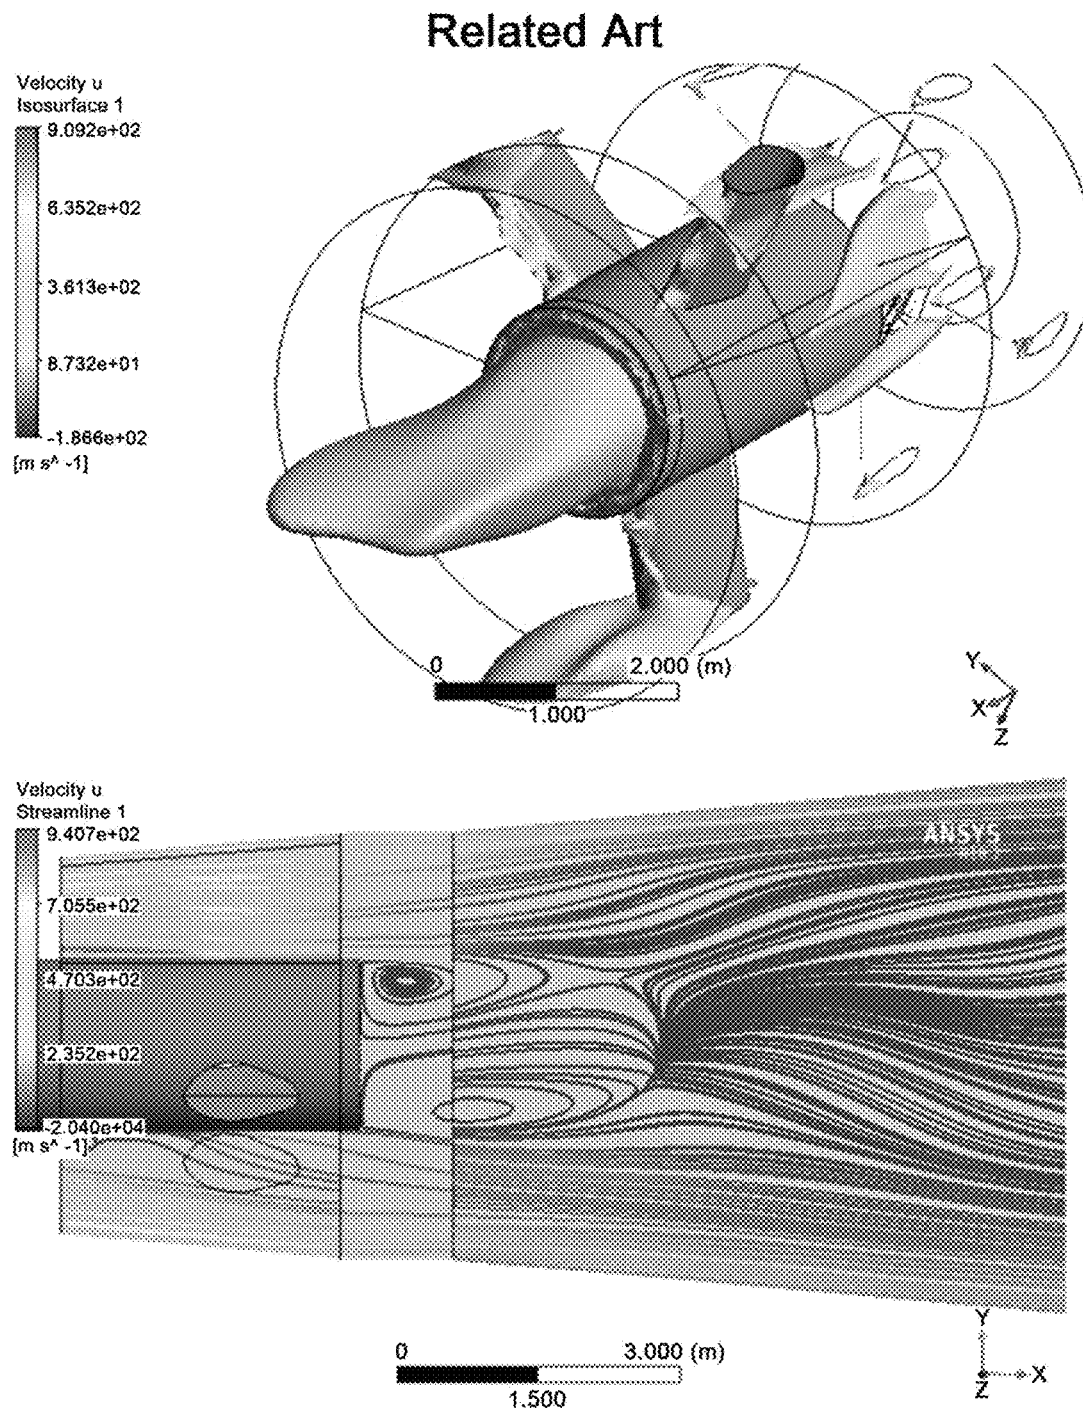 Related Art
Velocity u
Isosurface 1
9.092e+02
6.352e+02
3.613e+02
8.732e+01
-1.866e+02
[m s^ -1]
0
2.000 (m)
1.000
Y
X
Z
Velocity u
Streamline 1
9.407e+02
7.055e+02
4.703e+02
2.352e+02
-2.040e+04
[m s^ -1]
ANSYS
0
3.000 (m)
1.500
Y
X
Z